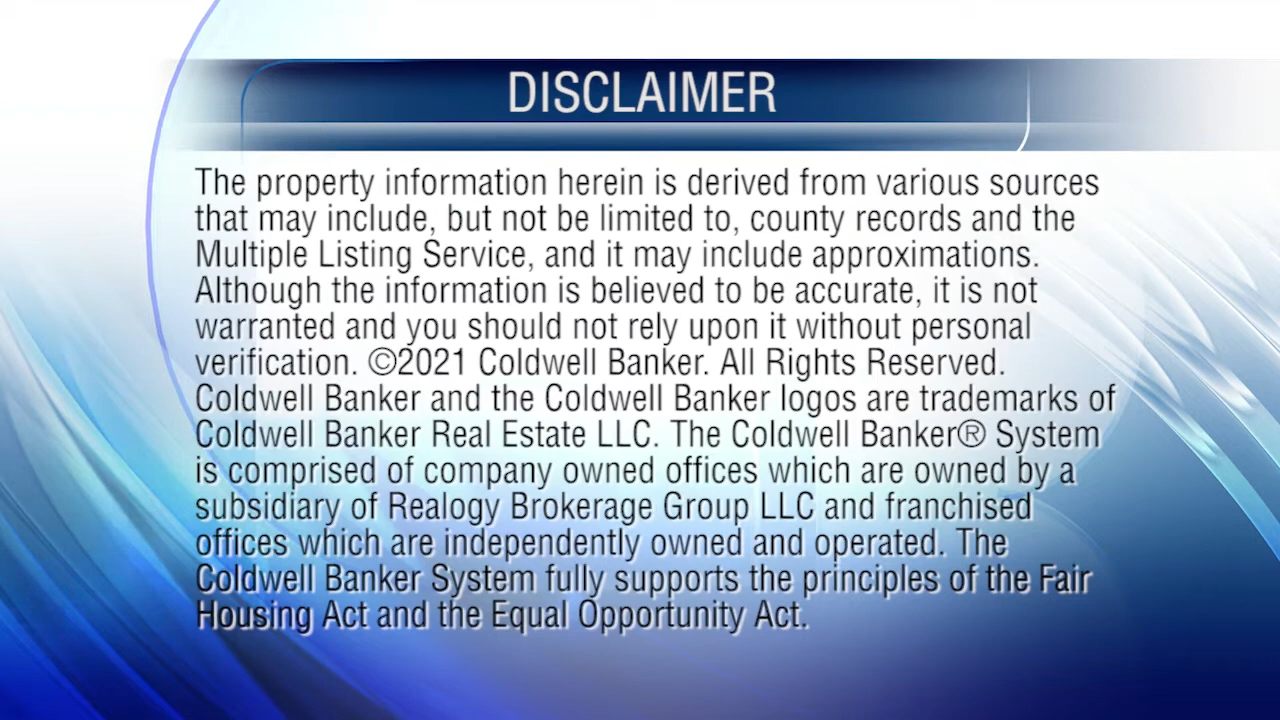 DISCLAIMER
The property information herein is derived from various sources
that may include, but not be limited to, county records and the
Multiple Listing Service, and it may include approximations.
Although the information is believed to be accurate, it is not
warranted and you should not rely upon it without personal
verification. ©2021 Coldwell Banker. All Rights Reserved.
Coldwell Banker and the Coldwell Banker logos are trademarks of
Coldwell Banker Real Estate LLC. The Coldwell Banker® System
is comprised of company owned offices which are owned by a
subsidiary of Realogy Brokerage Group LLC and franchised
offices which are independently owned and operated. The
Coldwell Banker System fully supports the principles of the Fair
Housing Act and the Equal Opportunity Act.